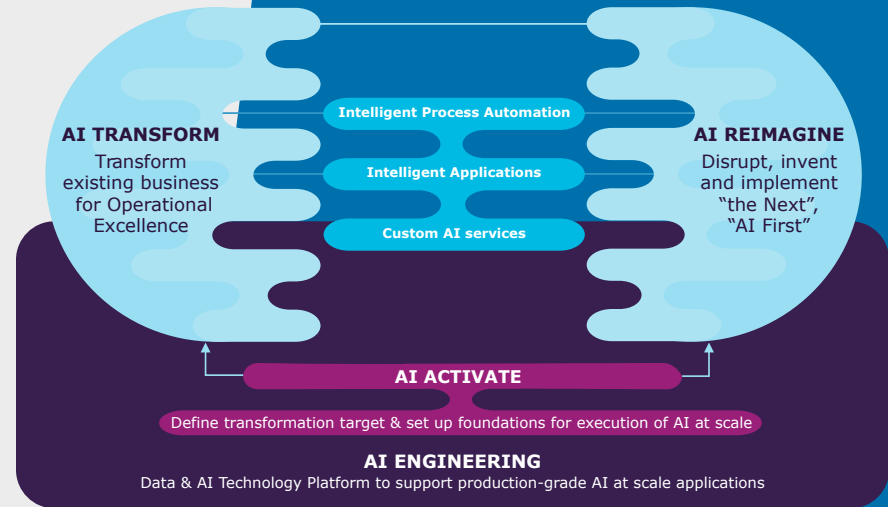 AI TRANSFORM
Transform
existing business
for Operational
Excellence
Intelligent Process Automation
Intelligent Applications
Custom AI services
AI REIMAGINE
Disrupt, invent
and implement
“the Next”,
“AI First”
AI ACTIVATE
Define transformation target & set up foundations for execution of AI at scale
AI ENGINEERING
Data & AI Technology Platform to support production-grade AI at scale applications